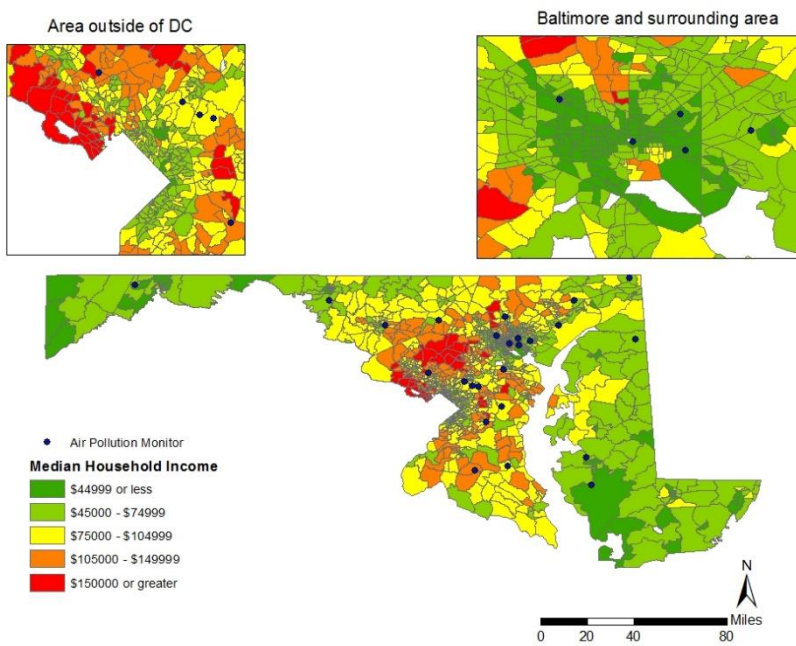 Area outside of DC
Baltimore and surrounding area
Air Pollution Monitor
Median Household Income
$44999 or less
$45000 - $74999
$75000 - $104999
$105000 - $149999
$150000 or greater
N
Miles
0 20 40 80